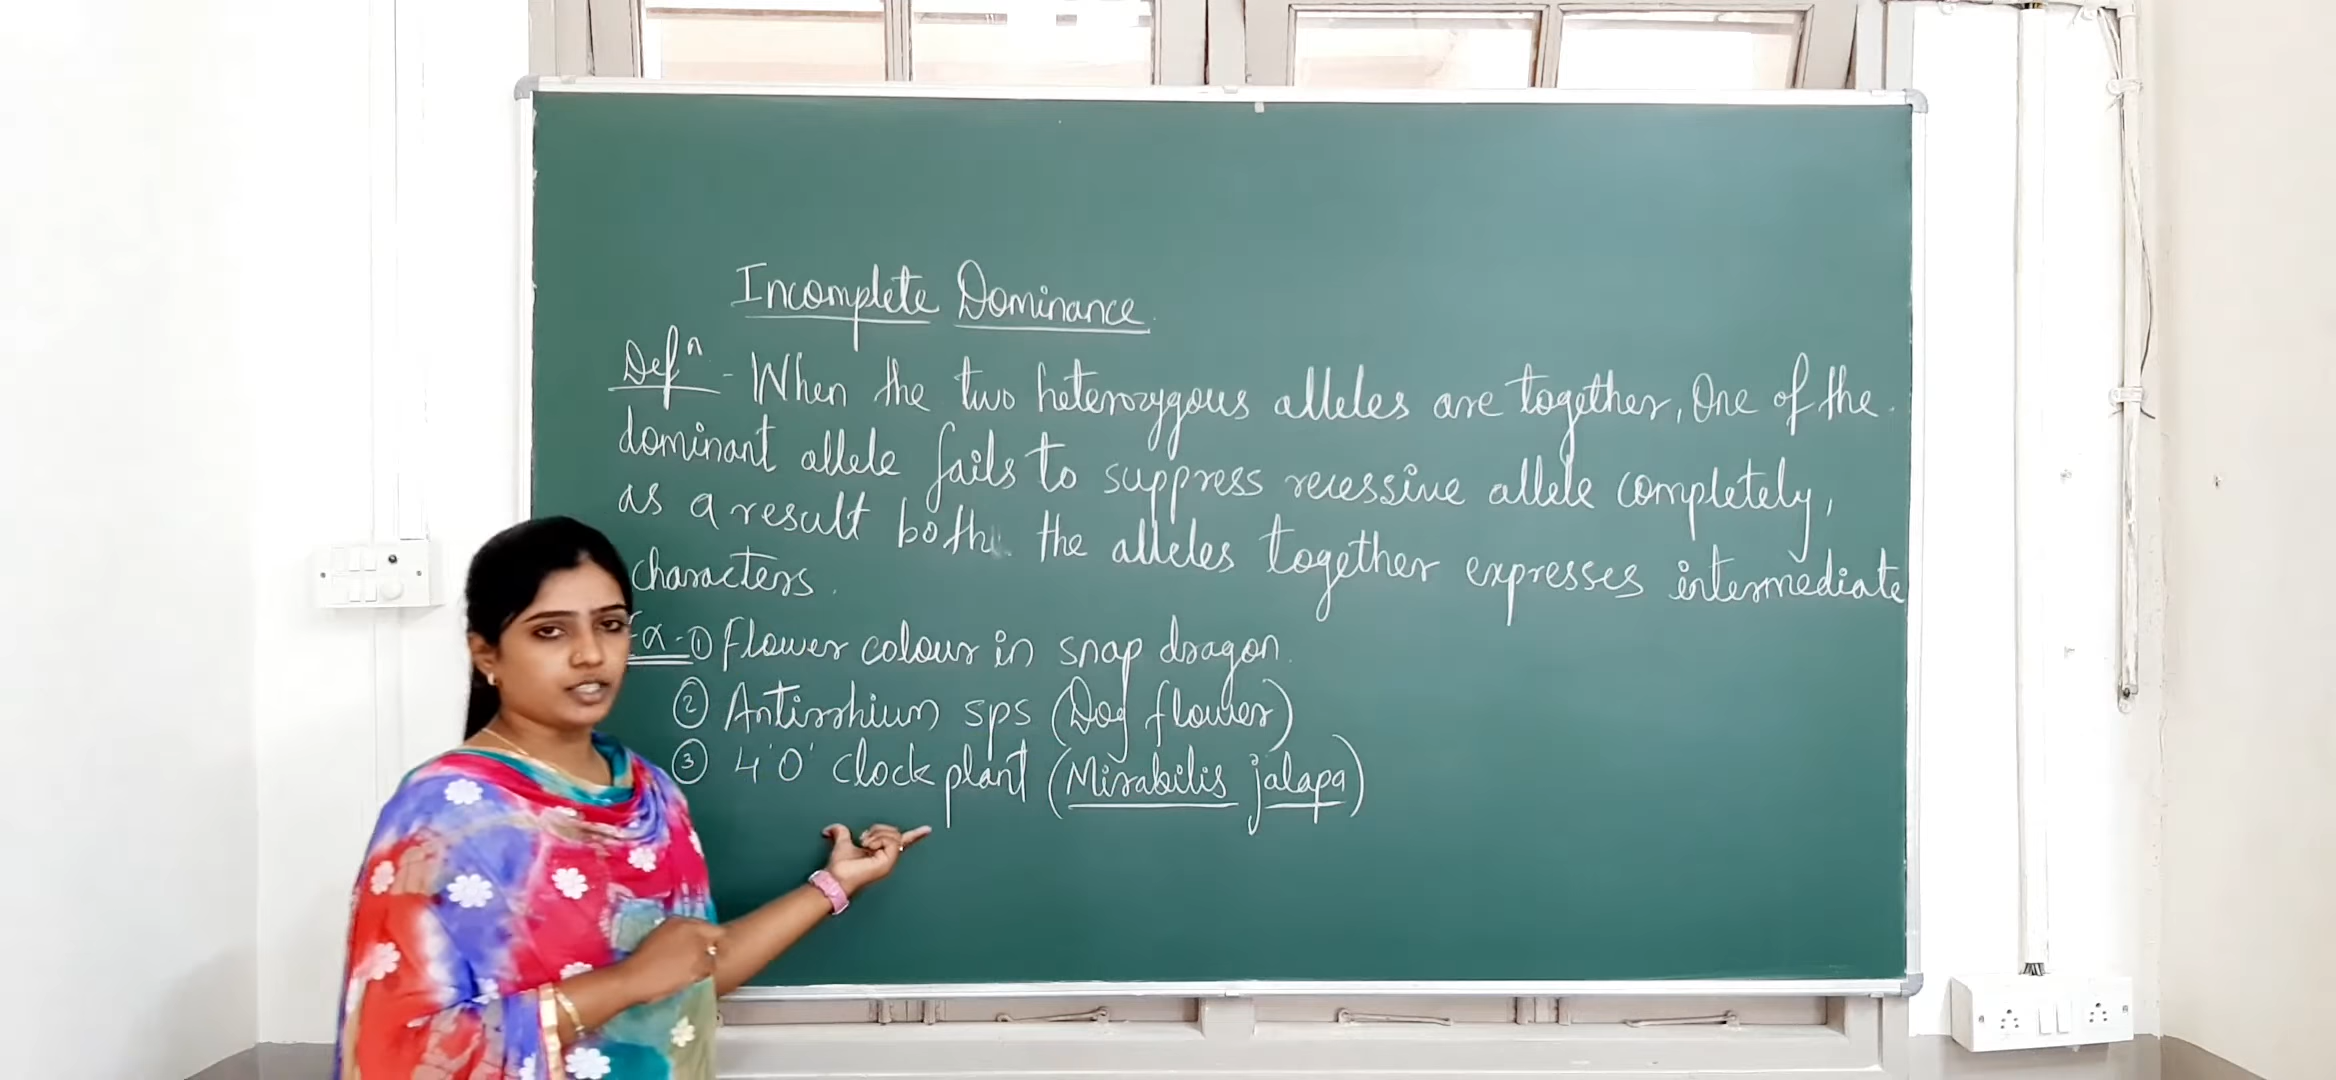 Incomplete Dominance.
Defⁿ - When the two heterozygous alleles are together, One of the
dominant allele fails to suppress recessive allele completely,
as a result both the alleles together expresses intermediate
characters.
Ex - ① Flower colour in snap dragon.
② Antirrhium sps (Dog flower)
③ 4'O' clock plant (Mirabilis jalapa)